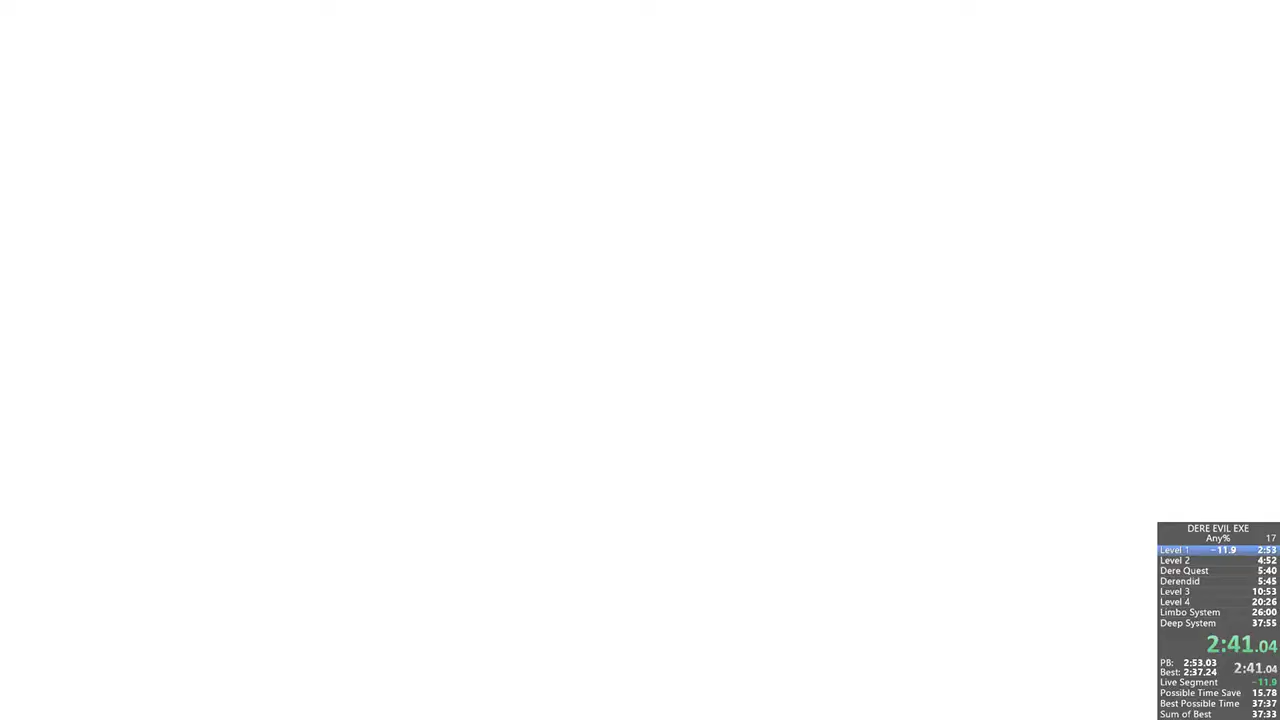 DERE EVIL EXE
Any% 17
Level 1 -11.9 2:53
Level 2 4:52
Dere Quest 5:40
Derendid 5:45
Level 3 10:53
Level 4 20:26
Limbo System 26:00
Deep System 37:55
2:41.04
PB: 2:53.03
Best: 2:37.24 2:41.04
Live Segment -11.9
Possible Time Save 15.78
Best Possible Time 37:37
Sum of Best 37:33